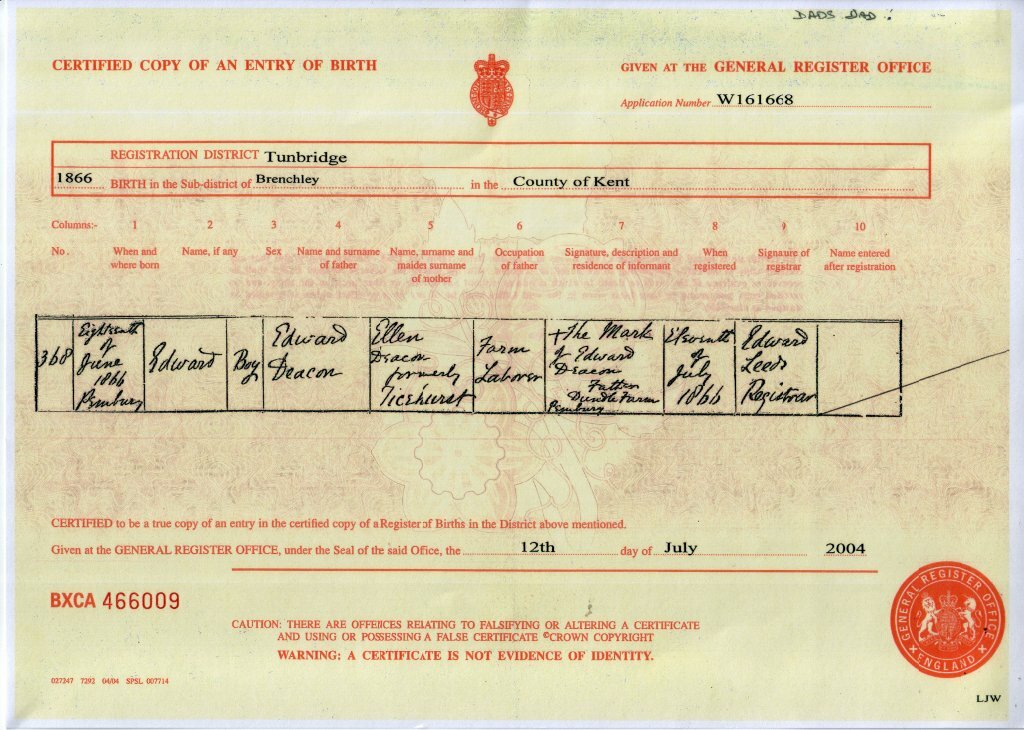 DADS DAD
CERTIFIED COPY OF AN ENTRY OF BIRTH
GIVEN AT THE GENERAL REGISTER OFFICE
Application Number W161668
REGISTRATION DISTRICT Tunbridge
1866 BIRTH in the Sub-district of Brenchley in the County of Kent
Columns:- 1 2 3 4 5 6 7 8 9 10
No. When and where born
Name, if any
Sex
Name and surname of father
Name, surname and maiden surname of mother
Occupation of father
Signature, description and residence of informant
When registered
Signature of registrar
Name entered after registration
368
Eighteenth
of
June
1866
Pembury
Edward
Boy
Edward
Deacon
Ellen
Deacon
formerly
Ticehurst
Farm
Laborer
+The Mark
of Edward
Deacon
Father
Dundle Farm
Pembury
Eleventh
of
July
1866
Edward
Leeds
Registrar
CERTIFIED to be a true copy of an entry in the certified copy of a Register of Births in the District above mentioned.
Given at the GENERAL REGISTER OFFICE, under the Seal of the said Office, the 12th day of July 2004
BXCA 466009
CAUTION: THERE ARE OFFENCES RELATING TO FALSIFYING OR ALTERING A CERTIFICATE
AND USING OR POSSESSING A FALSE CERTIFICATE ©CROWN COPYRIGHT
WARNING: A CERTIFICATE IS NOT EVIDENCE OF IDENTITY.
GENERAL REGISTER OFFICE
ENGLAND
027247 7292 04/04 SPSL 007714
LJW